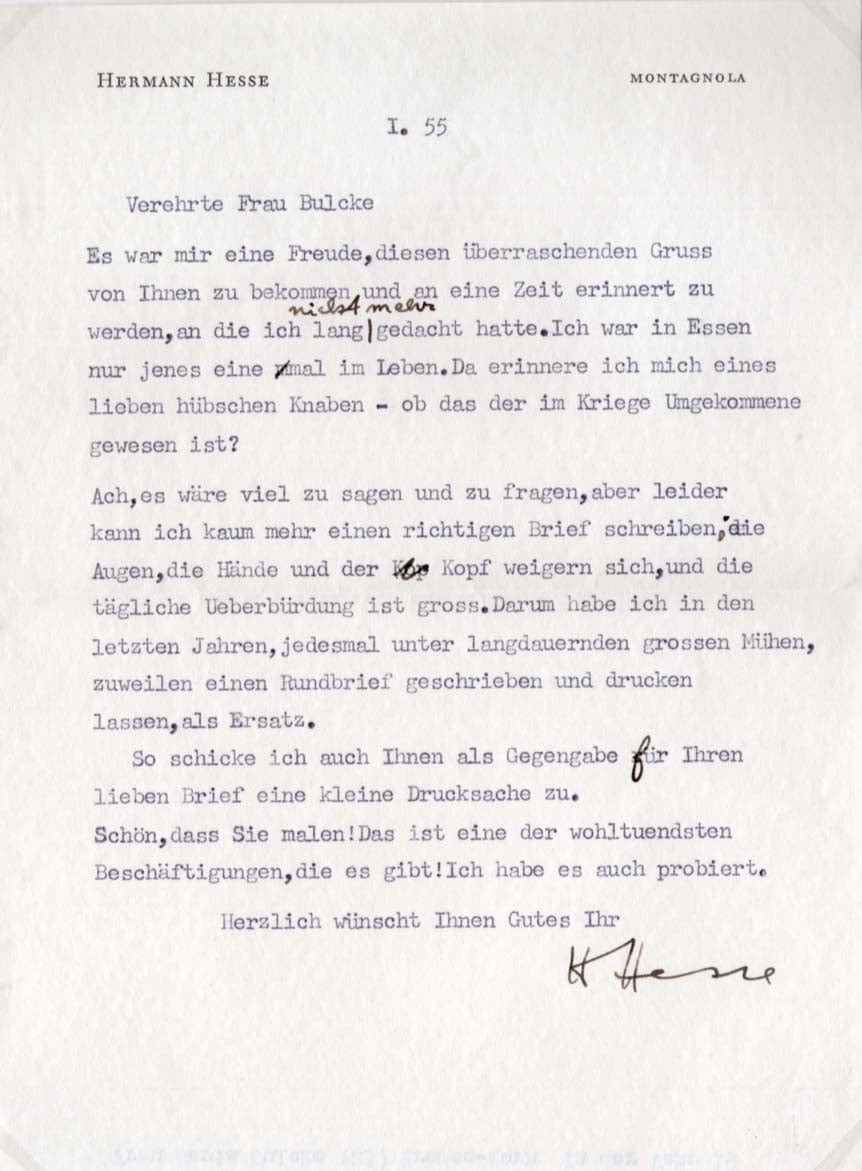 HERMANN HESSE MONTAGNOLA
I. 55
Verehrte Frau Bulcke
Es war mir eine Freude,diesen überraschenden Gruss
von Ihnen zu bekommen und an eine Zeit erinnert zu
nicht mehr
werden,an die ich lang|gedacht hatte.Ich war in Essen
nur jenes eine mal im Leben.Da erinnere ich mich eines
lieben hübschen Knaben - ob das der im Kriege Umgekommene
gewesen ist?
Ach,es wäre viel zu sagen und zu fragen,aber leider
kann ich kaum mehr einen richtigen Brief schreiben;die
Augen,die Hände und der Kopf weigern sich,und die
tägliche Ueberbürdung ist gross.Darum habe ich in den
letzten Jahren,jedesmal unter langdauernden grossen Mühen,
zuweilen einen Rundbrief geschrieben und drucken
lassen,als Ersatz.
So schicke ich auch Ihnen als Gegengabe für Ihren
lieben Brief eine kleine Drucksache zu.
Schön,dass Sie malen!Das ist eine der wohltuendsten
Beschäftigungen,die es gibt!Ich habe es auch probiert.
Herzlich wünscht Ihnen Gutes Ihr
H Hesse